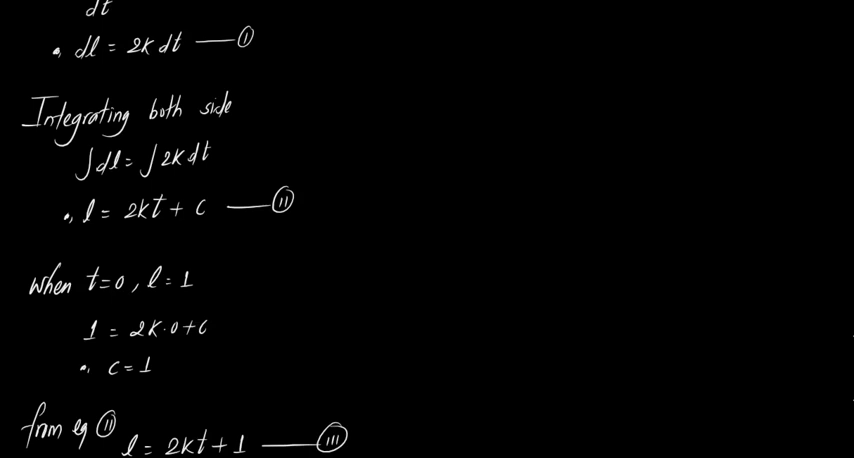 dt
∴ dl = 2K dt —— (I)
Integrating both side
∫dl = ∫2K dt
∴ l = 2Kt + C —— (II)
when t=0, l=1
1 = 2K·0+C
∴ C=1
from eq (II)
l = 2Kt+1 —— (III)